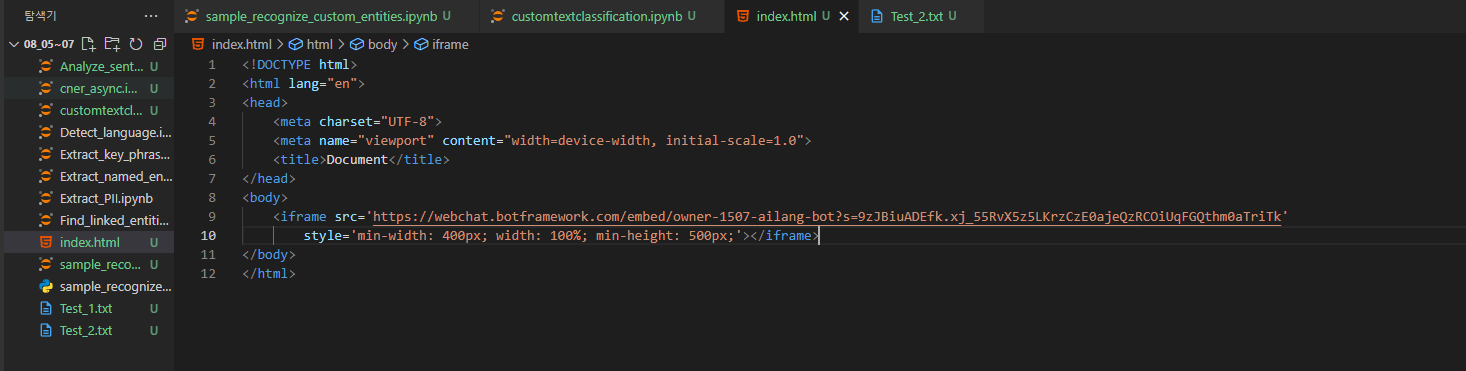 탐색기 ···
sample_recognize_custom_entities.ipynb U
customtextclassification.ipynb U
index.html U
Test_2.txt U
08_05~07
index.html > html > body > iframe
Analyze_sent... U
cner_async.i... U
customtextcl... U
Detect_language.i...
Extract_key_phras...
Extract_named_en...
Extract_PII.ipynb
Find_linked_entiti...
index.html U
sample_reco... U
sample_recognize...
Test_1.txt U
Test_2.txt U
1 <!DOCTYPE html>
2 <html lang="en">
3 <head>
4 <meta charset="UTF-8">
5 <meta name="viewport" content="width=device-width, initial-scale=1.0">
6 <title>Document</title>
7 </head>
8 <body>
9 <iframe src='https://webchat.botframework.com/embed/owner-1507-ailang-bot?s=9zJBiuADEfk.xj_55RvX5z5LKrzCzE0ajeQzRCOiUqFGQthm0aTriTk'
10 style='min-width: 400px; width: 100%; min-height: 500px;'></iframe>
11 </body>
12 </html>